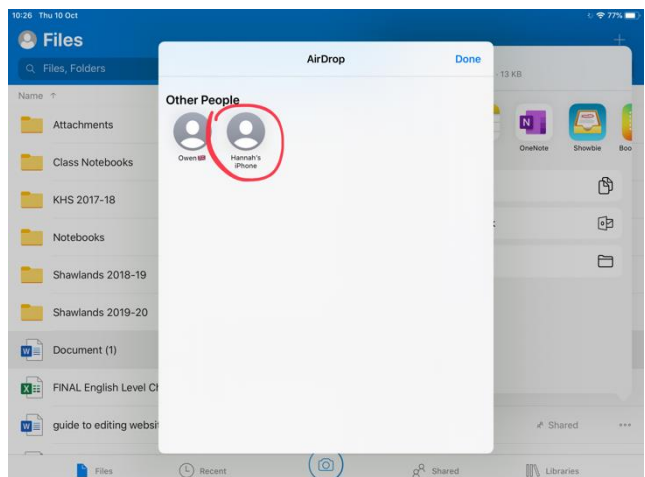 10:26 Thu 10 Oct
77%
Files
Files, Folders
Name
Attachments
Class Notebooks
KHS 2017-18
Notebooks
Shawlands 2018-19
Shawlands 2019-20
Document (1)
FINAL English Level
guide to editing
AirDrop
Done
Other People
Owen
Hannah's
iPhone
· 13 KB
OneNote
Showbie
Boo
Shared
Files
Recent
Shared
Libraries